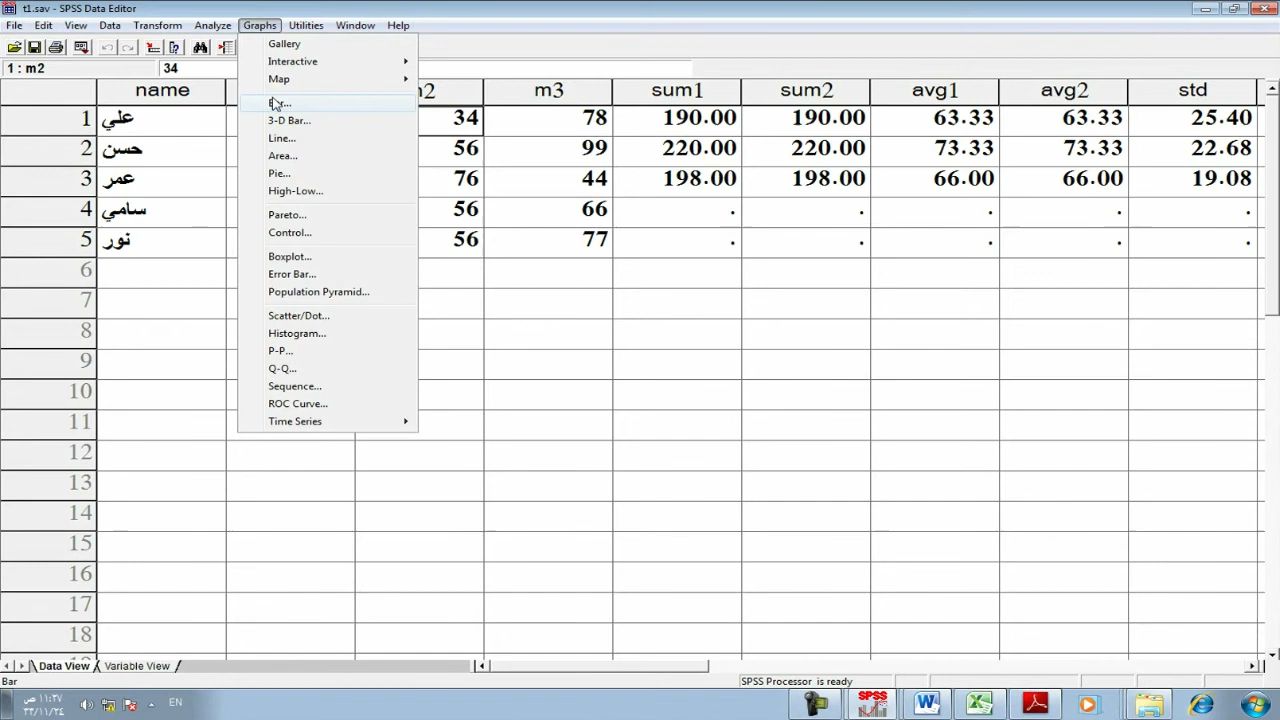 t1.sav - SPSS Data Editor
File Edit View Data Transform Analyze Graphs Utilities Window Help
1 : m2 34
Gallery
Interactive
Map
3-D Bar...
Line...
Area...
Pie...
High-Low...
Pareto...
Control...
Boxplot...
Error Bar...
Population Pyramid...
Scatter/Dot...
Histogram...
P-P...
Q-Q...
Sequence...
ROC Curve...
Time Series
name m3 sum1 sum2 avg1 avg2 std
1 علي 34 78 190.00 190.00 63.33 63.33 25.40
2 حسن 56 99 220.00 220.00 73.33 73.33 22.68
3 عمر 76 44 198.00 198.00 66.00 66.00 19.08
4 سامي 56 66 . . . . .
5 نور 56 77 . . . . .
6
7
8
9
10
11
12
13
14
15
16
17
18
Data View Variable View
Bar SPSS Processor is ready
١١:٣٧ ص
٣٣/١١/٢٤
EN
SPSS